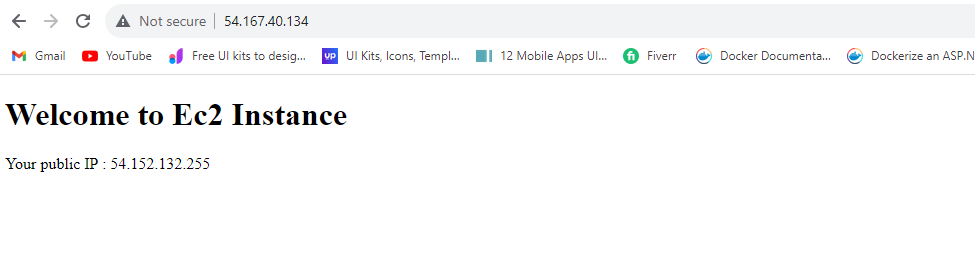 Not secure | 54.167.40.134
Gmail YouTube Free UI kits to desig... up UI Kits, Icons, Templ... 12 Mobile Apps UI... fi Fiverr Docker Documenta... Dockerize an ASP.N
Welcome to Ec2 Instance
Your public IP : 54.152.132.255